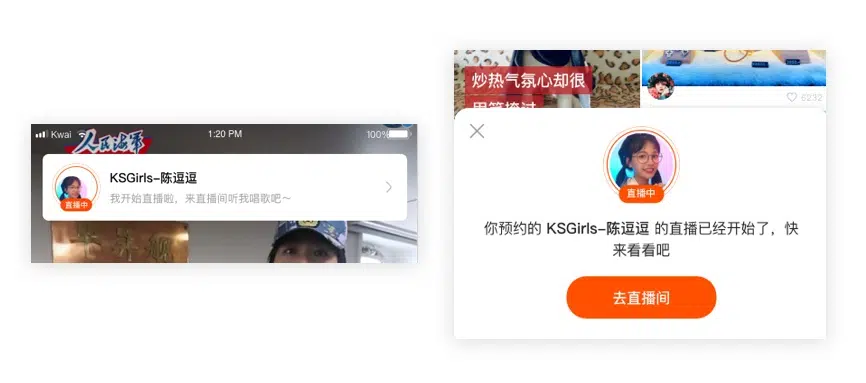 Kwai
1:20 PM
100%
人民海军
KSGirls-陈逗逗
我开始直播啦，来直播间听我唱歌吧～
直播中
炒热气氛心却很
6232
直播中
你预约的 KSGirls-陈逗逗 的直播已经开始了，快
来看看吧
去直播间